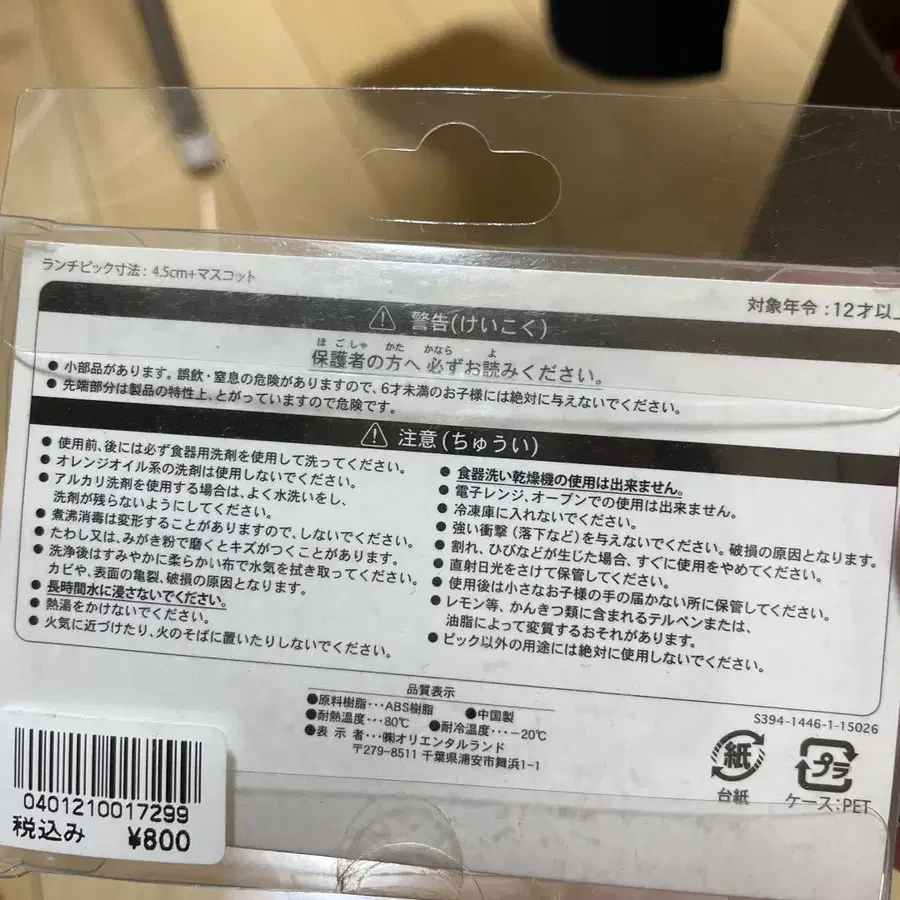 ランチピック寸法：4.5cm+マスコット
対象年令：12才以
警告(けいこく)
ほごしゃ かた かなら よ
保護者の方へ 必ずお読みください。
● 小部品があります。誤飲・窒息の危険がありますので、6才未満のお子様には絶対に与えないでください。
● 先端部分は製品の特性上、とがっていますので危険です。
注意(ちゅうい)
● 使用前、後には必ず食器用洗剤を使用して洗ってください。
● オレンジオイル系の洗剤は使用しないでください。
● アルカリ洗剤を使用する場合は、よく水洗いをし、
洗剤が残らないようにしてください。
● 煮沸消毒は変形することがありますので、しないでください。
● たわし又は、みがき粉で磨くとキズがつくことがあります。
● 洗浄後はすみやかに柔らかい布で水気を拭き取ってください。
カビや、表面の亀裂、破損の原因となります。
● 長時間水に浸さないでください。
● 熱湯をかけないでください。
● 火気に近づけたり、火のそばに置いたりしないでください。
● 食器洗い乾燥機の使用は出来ません。
● 電子レンジ、オーブンでの使用は出来ません。
● 冷凍庫に入れないでください。
● 強い衝撃（落下など）を与えないでください。破損の原因となります。
● 割れ、ひびなどが生じた場合、すぐに使用をやめてください。
● 直射日光をさけて保管してください。
● 使用後は小さなお子様の手の届かない所に保管してください。
● レモン等、かんきつ類に含まれるテルペンまたは、
油脂によって変質するおそれがあります。
● ピック以外の用途には絶対に使用しないでください。
品質表示
●原料樹脂･･･ABS樹脂 ●中国製
●耐熱温度･･･80℃ ●耐冷温度･･･-20℃
●表 示 者･･･㈱オリエンタルランド
〒279-8511 千葉県浦安市舞浜1-1
S394-1446-1-15026
紙
台紙
プラ
ケース：PET
0401210017299
税込み ¥800